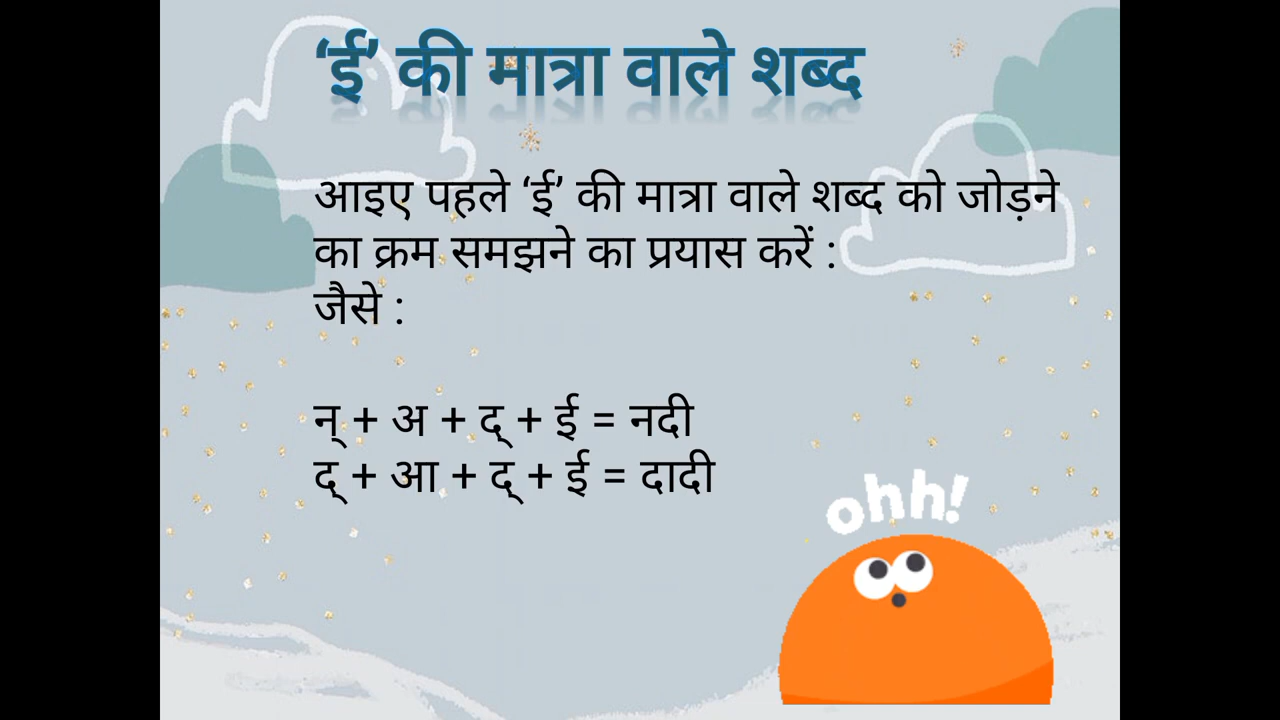 ‘ई’ की मात्रा वाले शब्द
आइए पहले ‘ई’ की मात्रा वाले शब्द को जोड़ने
का क्रम समझने का प्रयास करें :
जैसे :
न् + अ + द् + ई = नदी
द् + आ + द् + ई = दादी
ohh!